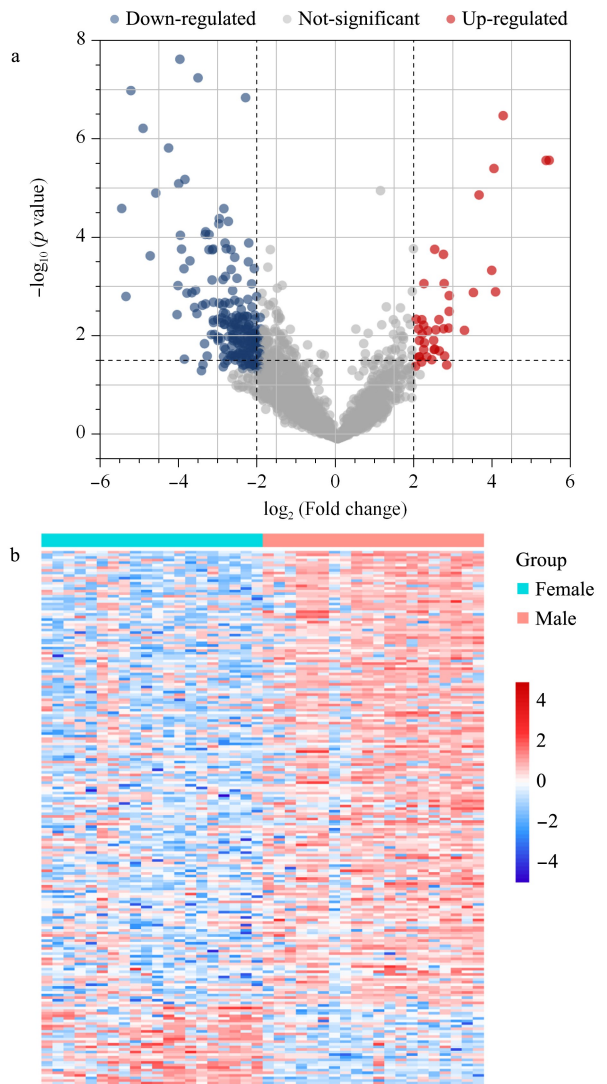 Down-regulated Not-significant Up-regulated
a
8
6
4
2
0
−log₁₀ (p value)
−6 −4 −2 0 2 4 6
log₂ (Fold change)
b
Group
Female
Male
4
2
0
−2
−4